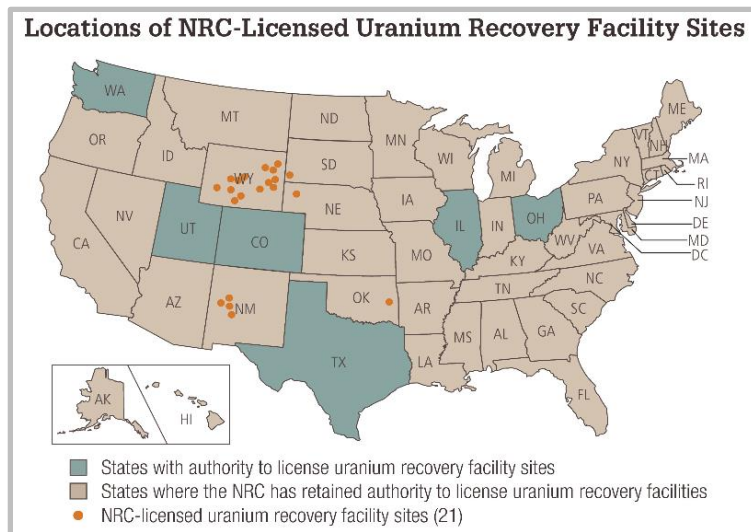 Locations of NRC-Licensed Uranium Recovery Facility Sites
WA
MT
ND
MN
ME
OR
ID
WY
SD
WI
MI
NY
VT
NH
MA
CT
RI
NJ
DE
MD
DC
NV
UT
CO
NE
IA
IL
IN
OH
PA
WV
VA
CA
KS
MO
KY
NC
TN
SC
AZ
NM
OK
AR
MS
AL
GA
TX
LA
FL
AK
HI
States with authority to license uranium recovery facility sites
States where the NRC has retained authority to license uranium recovery facilities
NRC-licensed uranium recovery facility sites (21)